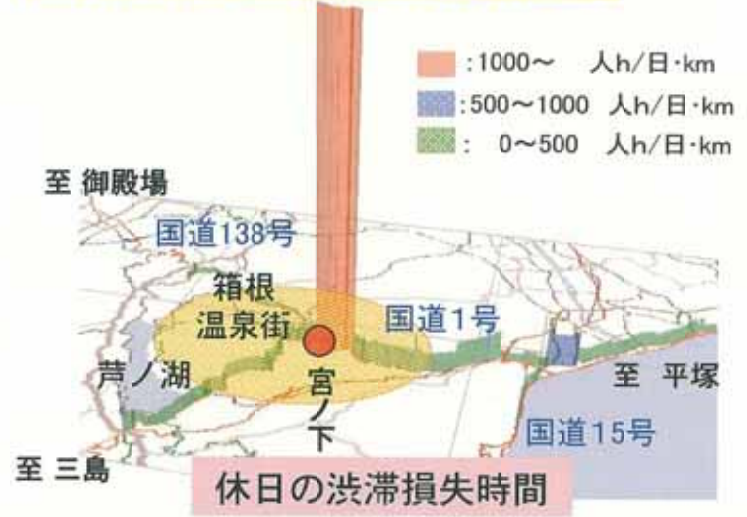 :1000～ 人h/日･km
:500～1000 人h/日･km
: 0～500 人h/日･km
至 御殿場
国道138号
箱根
温泉街
国道1号
芦ノ湖
宮ノ下
至 平塚
国道15号
至 三島
休日の渋滞損失時間